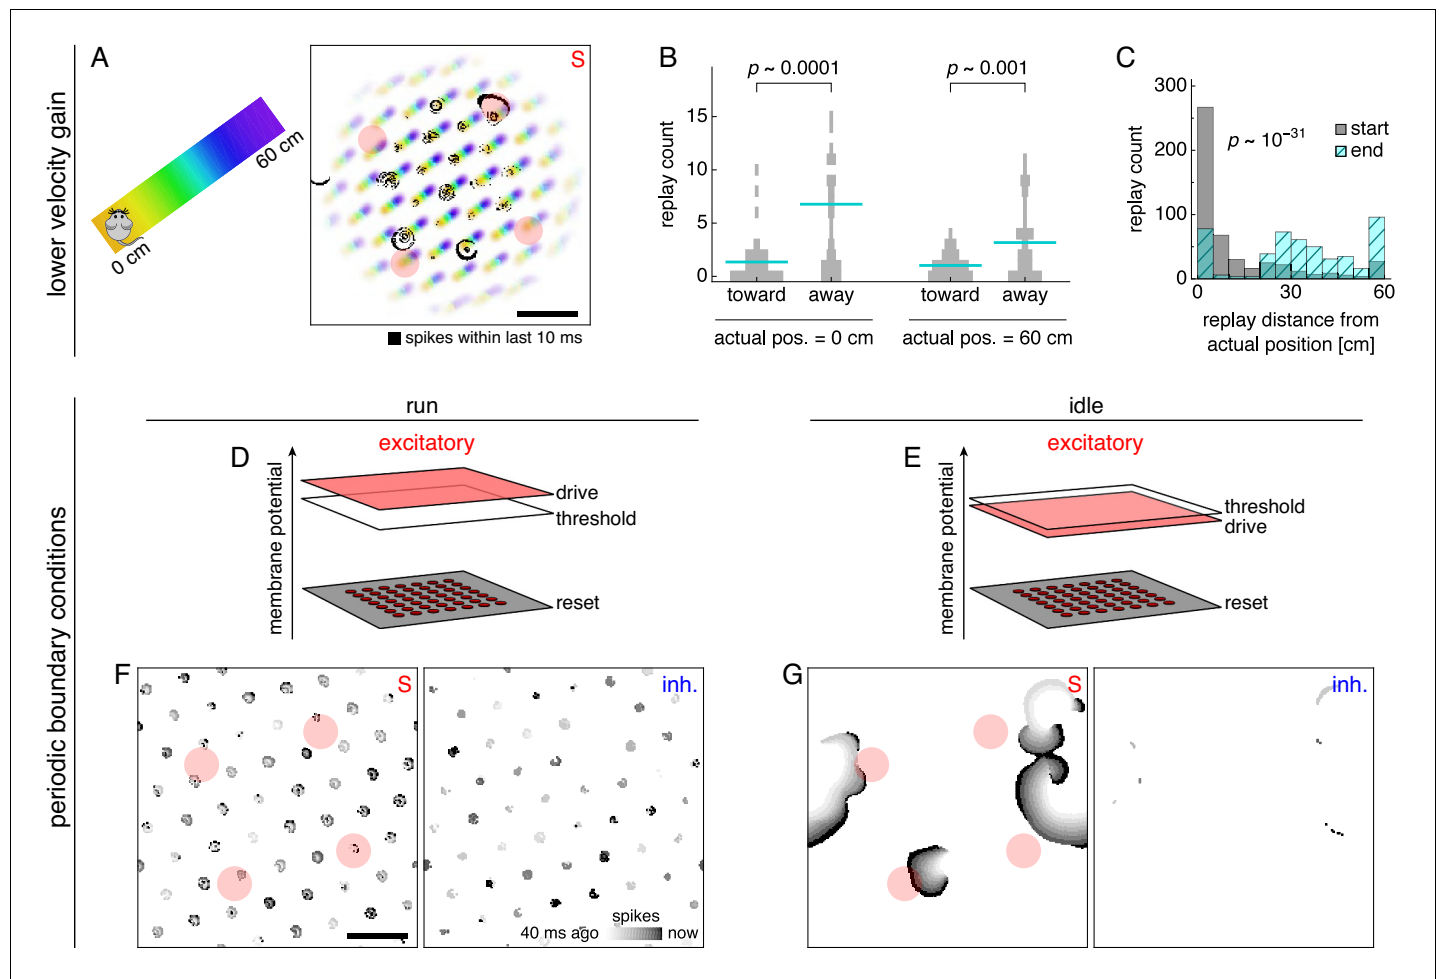 lower velocity gain
A
0 cm
60 cm
S
spikes within last 10 ms
B
p ~ 0.0001
p ~ 0.001
replay count
15
10
5
0
toward
away
toward
away
actual pos. = 0 cm
actual pos. = 60 cm
C
300
200
100
0
replay count
p ~ 10⁻³¹
start
end
0
30
60
replay distance from
actual position [cm]
periodic boundary conditions
run
idle
D
excitatory
membrane potential
drive
threshold
reset
E
excitatory
membrane potential
threshold
drive
reset
F
S
inh.
spikes
40 ms ago
now
G
S
inh.